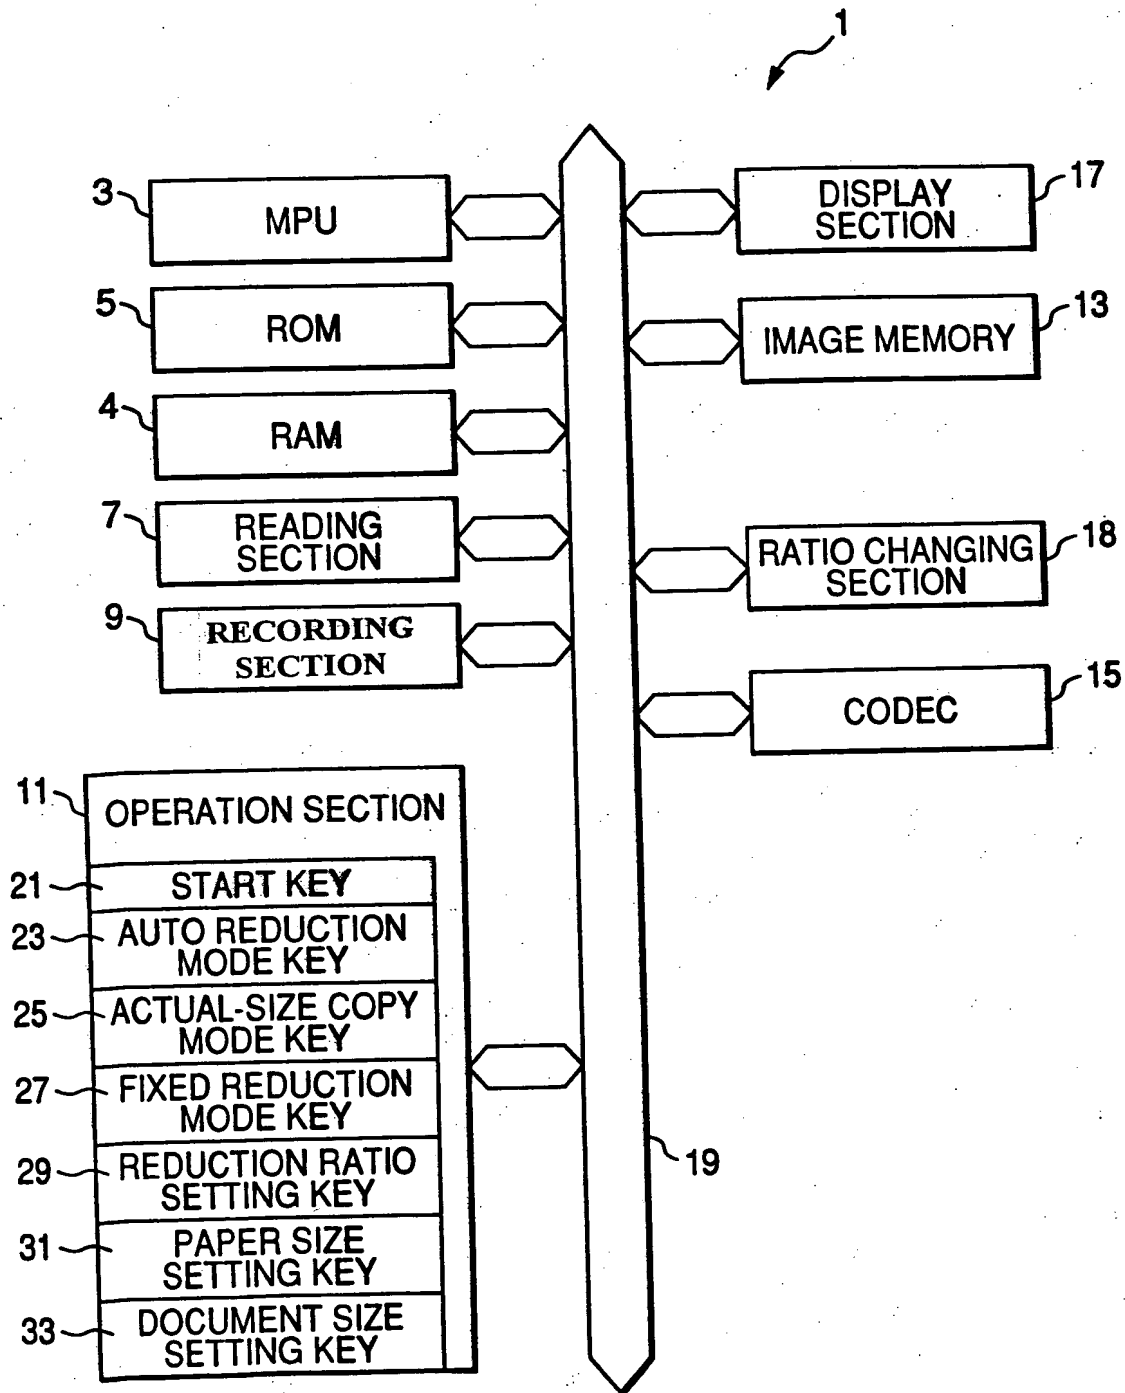 1
3
MPU
5
ROM
4
RAM
7
READING
SECTION
9
RECORDING
SECTION
DISPLAY
SECTION
17
IMAGE MEMORY
13
RATIO CHANGING
SECTION
18
CODEC
15
11
OPERATION SECTION
21
START KEY
23
AUTO REDUCTION
MODE KEY
25
ACTUAL-SIZE COPY
MODE KEY
27
FIXED REDUCTION
MODE KEY
29
REDUCTION RATIO
SETTING KEY
31
PAPER SIZE
SETTING KEY
33
DOCUMENT SIZE
SETTING KEY
19